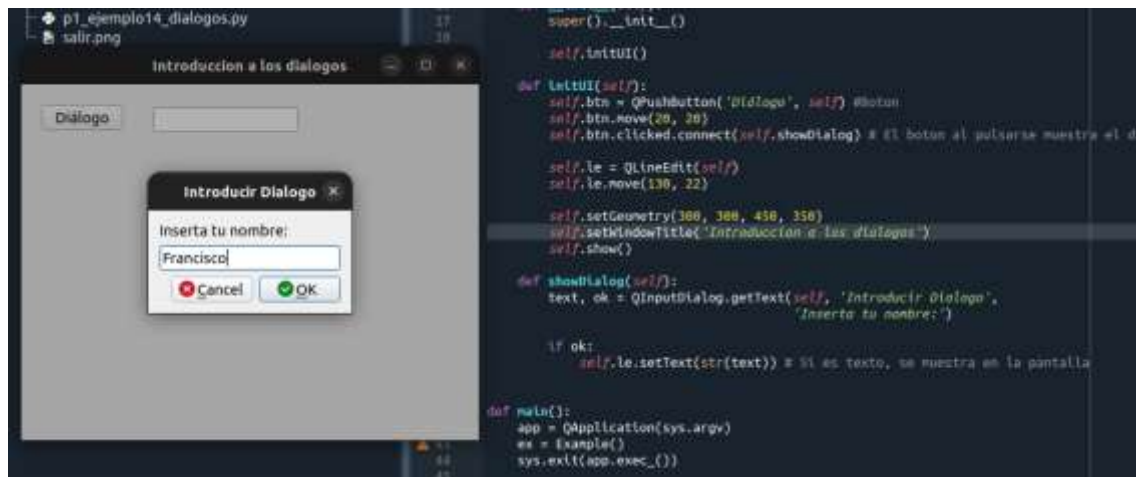 p1_ejemplo14_dialogos.py
salir.png
Introduccion a los dialogos
Diálogo
Introducir Dialogo
Inserta tu nombre:
Francisco
Cancel
OK
17
18
super().__init__()
self.initUI()
def initUI(self):
self.btn = QPushButton('Diálogo', self) #Boton
self.btn.move(20, 20)
self.btn.clicked.connect(self.showDialog) # El boton al pulsarse muestra el d
self.le = QLineEdit(self)
self.le.move(130, 22)
self.setGeometry(300, 300, 450, 350)
self.setWindowTitle('Introduccion a los dialogos')
self.show()
def showDialog(self):
text, ok = QInputDialog.getText(self, 'Introducir Dialogo',
'Inserta tu nombre:')
if ok:
self.le.setText(str(text)) # Si es texto, se muestra en la pantalla
def main():
app = QApplication(sys.argv)
ex = Example()
44 sys.exit(app.exec_())